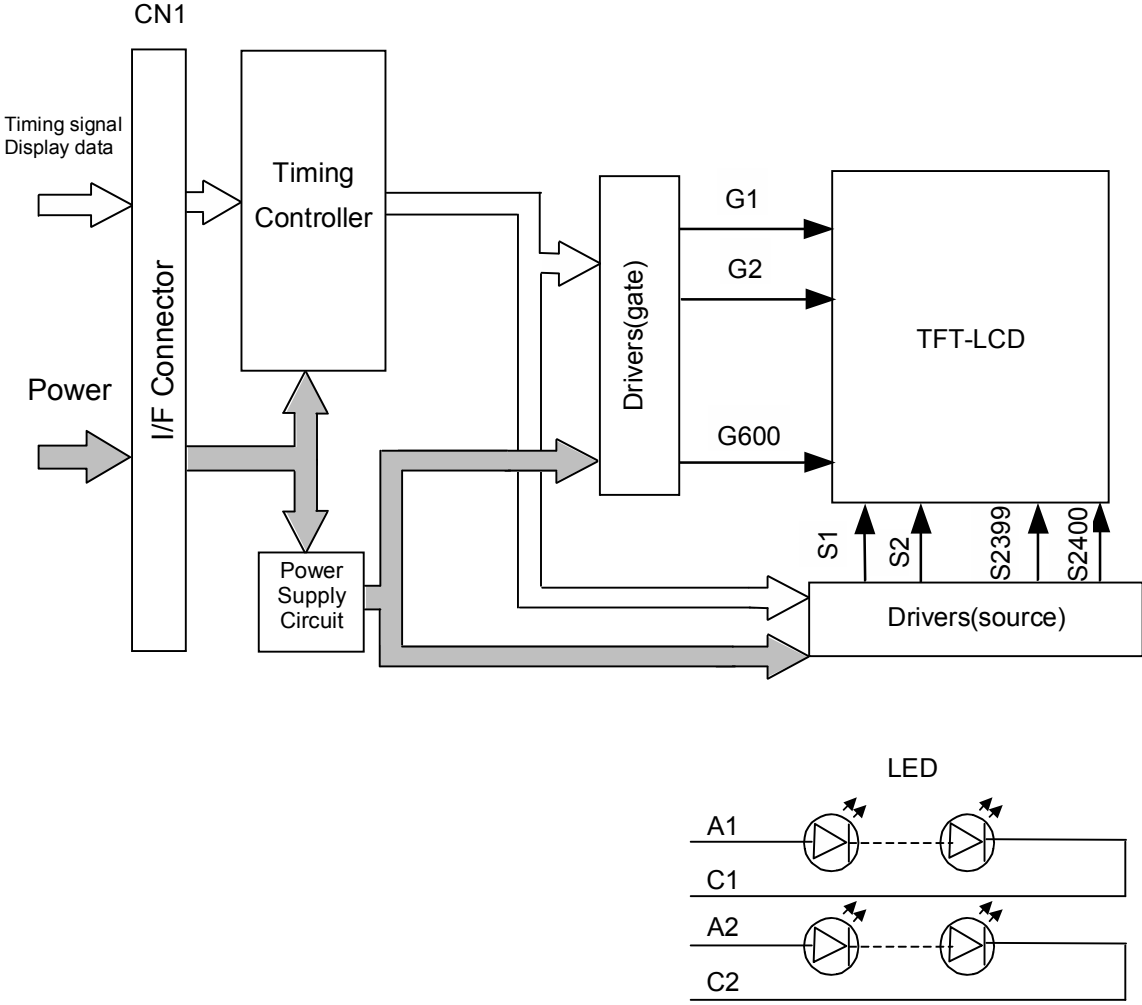 CN1
Timing signal
Display data
Timing
Controller
I/F Connector
Power
Drivers(gate)
G1
G2
G600
TFT-LCD
S1
S2
S2399
S2400
Power
Supply
Circuit
Drivers(source)
LED
A1
C1
A2
C2